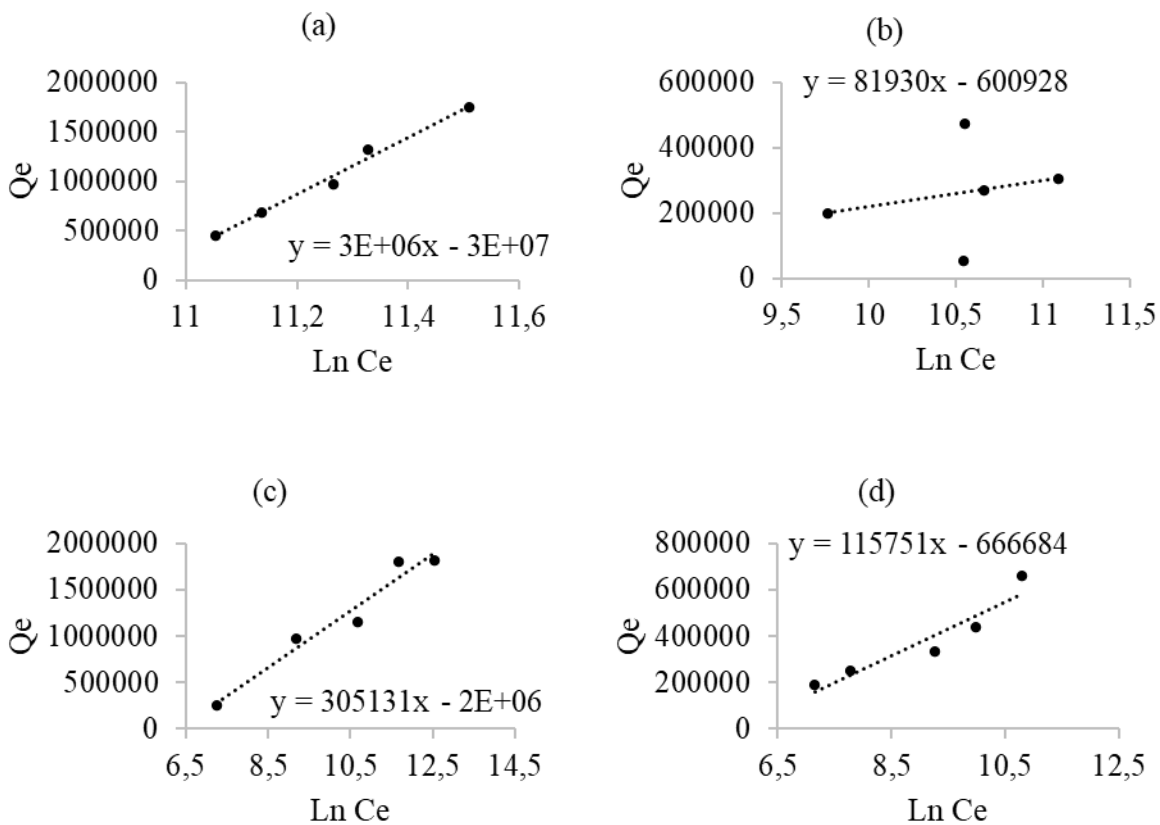 (a)
2000000
1500000
1000000
500000
0
Qe
y = 3E+06x - 3E+07
11
11,2
11,4
11,6
Ln Ce
(b)
600000
400000
200000
0
Qe
y = 81930x - 600928
9,5
10
10,5
11
11,5
Ln Ce
(c)
2000000
1500000
1000000
500000
0
Qe
y = 305131x - 2E+06
6,5
8,5
10,5
12,5
14,5
Ln Ce
(d)
800000
600000
400000
200000
0
Qe
y = 115751x - 666684
6,5
8,5
10,5
12,5
Ln Ce